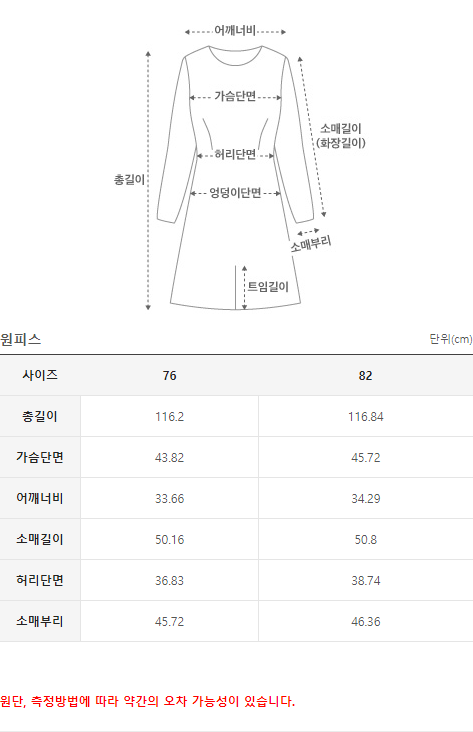 어깨너비
가슴단면
소매길이
(화장길이)
허리단면
총길이
엉덩이단면
소매부리
트임길이
원피스 단위(cm)
사이즈 76 82
총길이 116.2 116.84
가슴단면 43.82 45.72
어깨너비 33.66 34.29
소매길이 50.16 50.8
허리단면 36.83 38.74
소매부리 45.72 46.36
원단, 측정방법에 따라 약간의 오차 가능성이 있습니다.